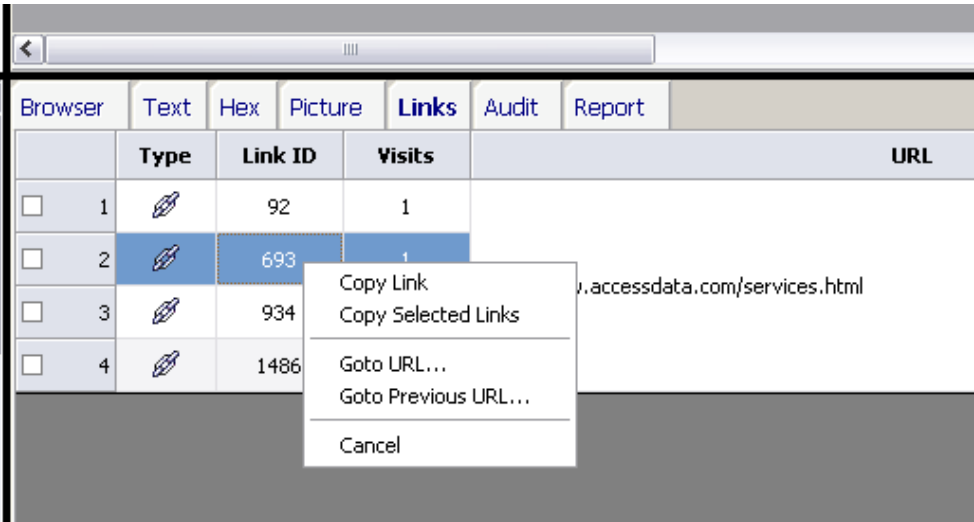 Browser Text Hex Picture Links Audit Report
Type Link ID Visits URL
1 92 1
2 693 1
Copy Link
.accessdata.com/services.html
3 934 Copy Selected Links
4 1486 Goto URL...
Goto Previous URL...
Cancel